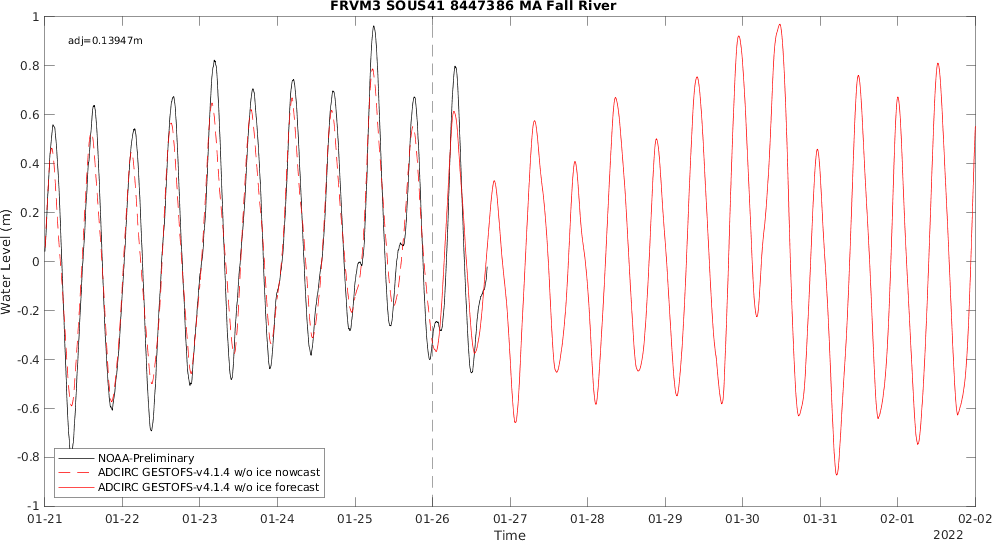 FRVM3 SOUS41 8447386 MA Fall River
adj=0.13947m
1
0.8
0.6
0.4
0.2
0
-0.2
-0.4
-0.6
-0.8
-1
Water Level (m)
NOAA-Preliminary
ADCIRC GESTOFS-v4.1.4 w/o ice nowcast
ADCIRC GESTOFS-v4.1.4 w/o ice forecast
01-21 01-22 01-23 01-24 01-25 01-26 01-27 01-28 01-29 01-30 01-31 02-01 02-02
Time
2022